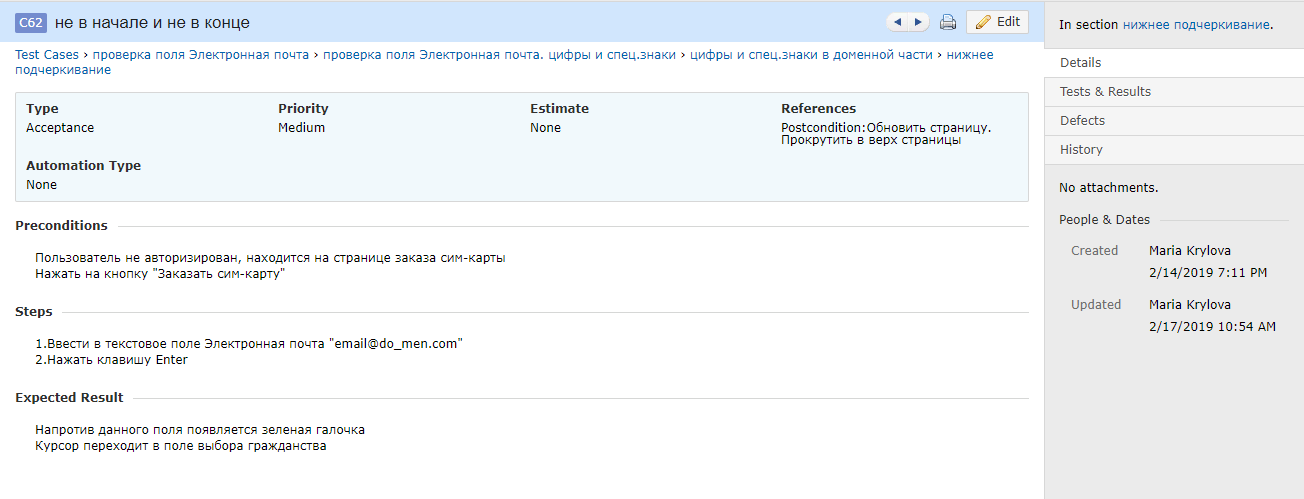 C62 не в начале и не в конце
Edit
Test Cases › проверка поля Электронная почта › проверка поля Электронная почта. цифры и спец.знаки › цифры и спец.знаки в доменной части › нижнее
подчеркивание
Type Priority Estimate References
Acceptance Medium None Postcondition:Обновить страницу.
Прокрутить в верх страницы
Automation Type
None
Preconditions
Пользователь не авторизирован, находится на странице заказа сим-карты
Нажать на кнопку "Заказать сим-карту"
Steps
1.Ввести в текстовое поле Электронная почта "email@do_men.com"
2.Нажать клавишу Enter
Expected Result
Напротив данного поля появляется зеленая галочка
Курсор переходит в поле выбора гражданства
In section нижнее подчеркивание.
Details
Tests & Results
Defects
History
No attachments.
People & Dates
Created Maria Krylova
2/14/2019 7:11 PM
Updated Maria Krylova
2/17/2019 10:54 AM